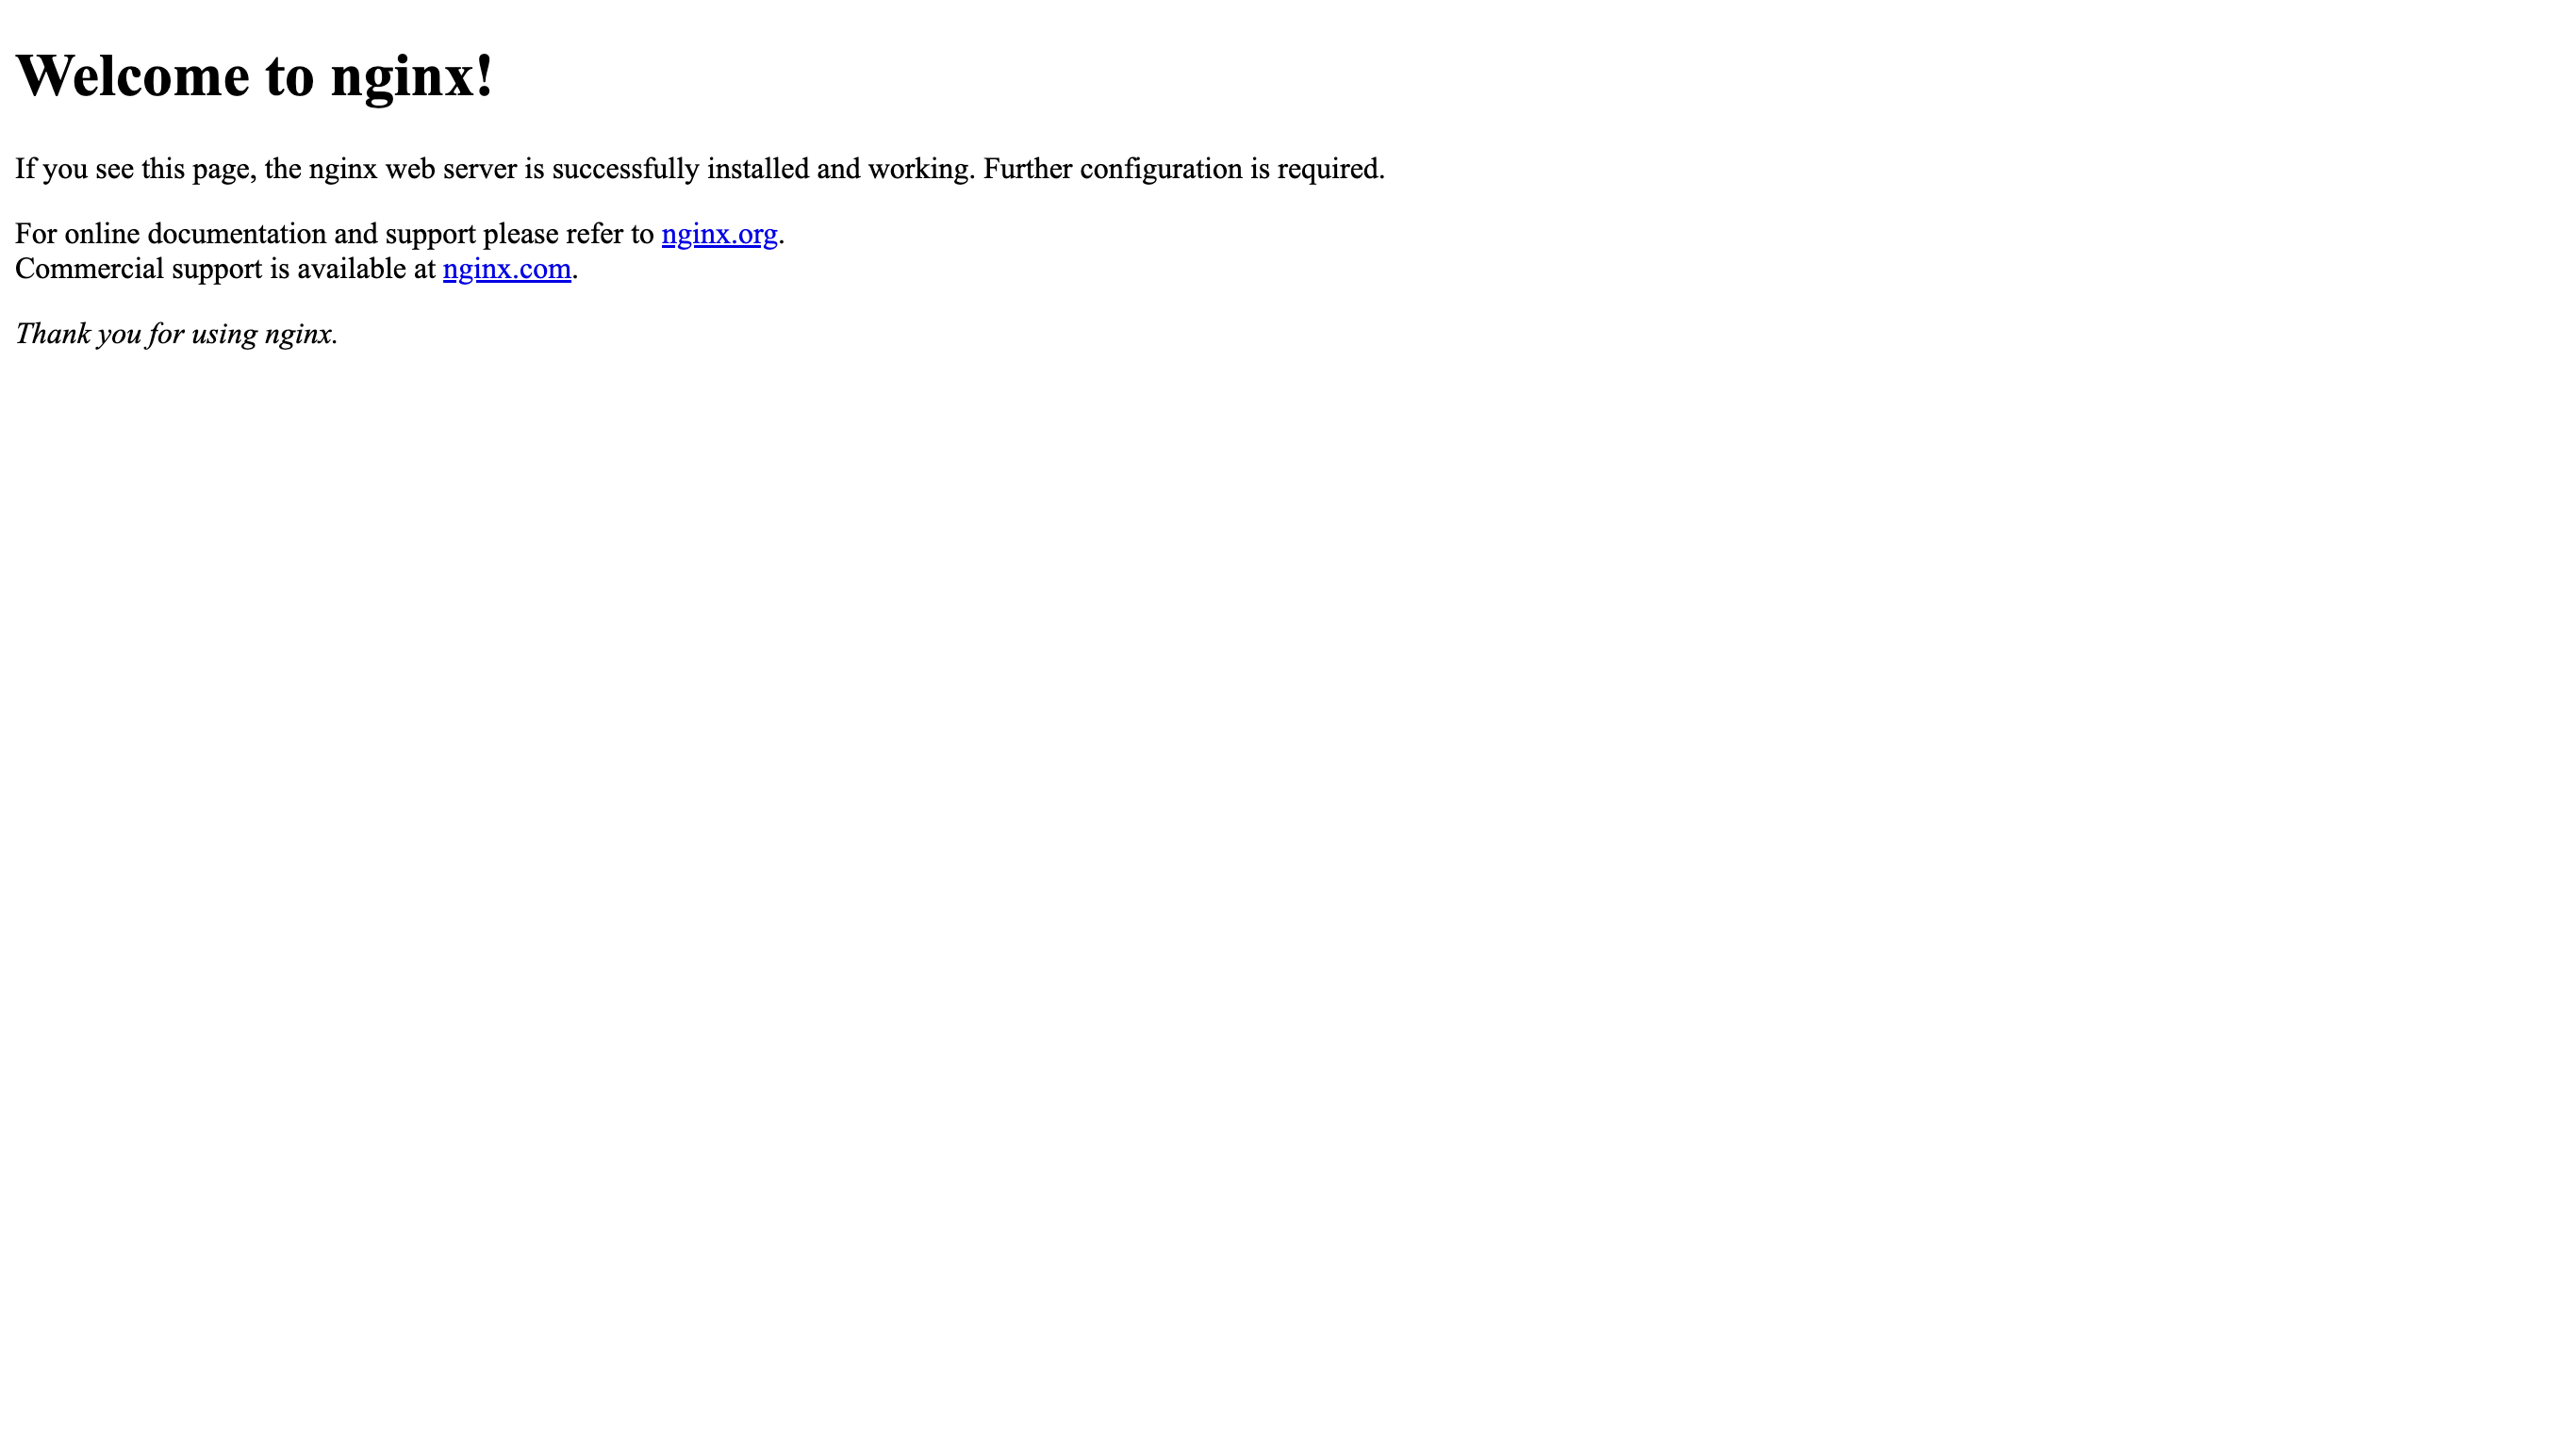 Welcome to nginx!
If you see this page, the nginx web server is successfully installed and working. Further configuration is required.
For online documentation and support please refer to nginx.org.
Commercial support is available at nginx.com.
Thank you for using nginx.